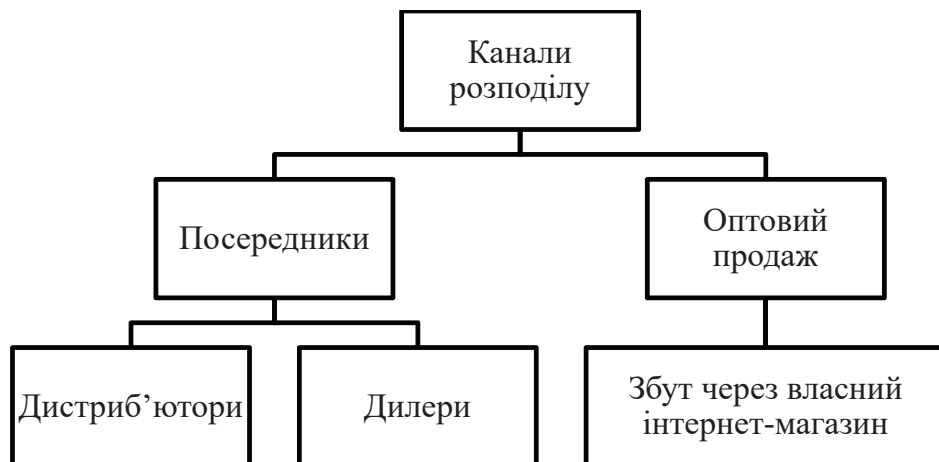 Канали
розподілу
Посередники
Оптовий
продаж
Дистриб’ютори
Дилери
Збут через власний
інтернет-магазин